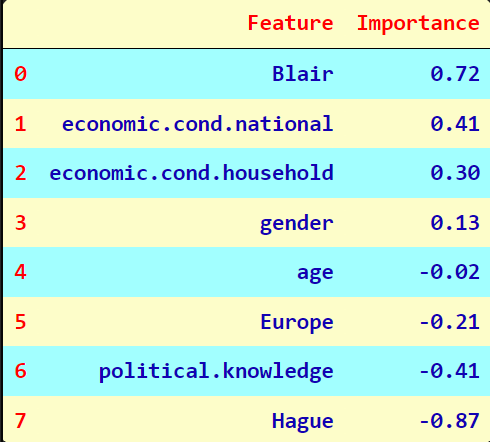 Feature Importance
0 Blair 0.72
1 economic.cond.national 0.41
2 economic.cond.household 0.30
3 gender 0.13
4 age -0.02
5 Europe -0.21
6 political.knowledge -0.41
7 Hague -0.87